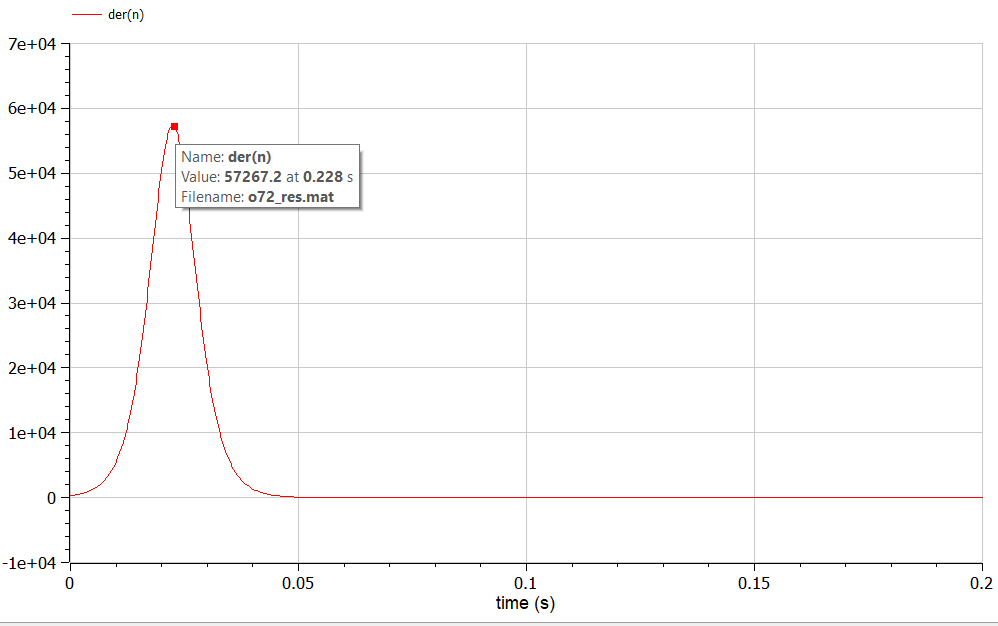 der(n)
7e+04
6e+04
5e+04
4e+04
3e+04
2e+04
1e+04
0
-1e+04
Name: der(n)
Value: 57267.2 at 0.228 s
Filename: o72_res.mat
0 0.05 0.1 0.15 0.2
time (s)